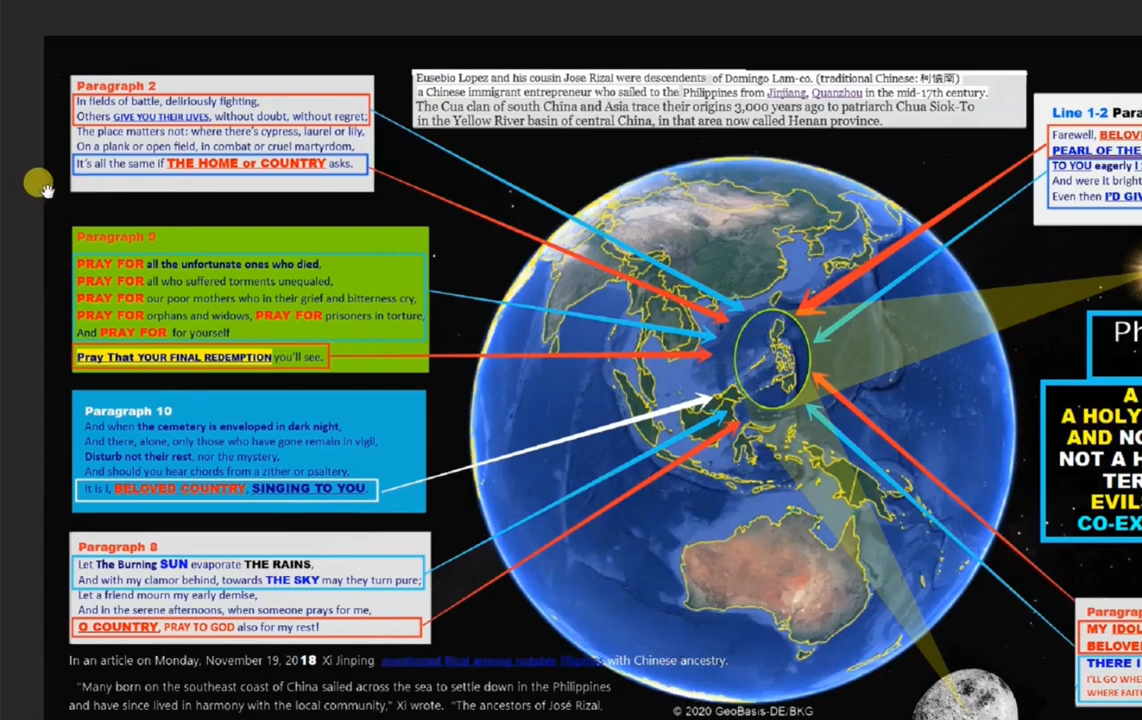 Paragraph 2
In fields of battle, deliriously fighting,
Others GIVE YOU THEIR LIVES, without doubt, without regret;
The place matters not: where there's cypress, laurel or lily,
On a plank or open field, in combat or cruel martyrdom,
It's all the same if THE HOME or COUNTRY asks.
Eusebio Lopez and his cousin Jose Rizal were descendents of Domingo Lam-co. (traditional Chinese: 柯儀南)
a Chinese immigrant entrepreneur who sailed to the Philippines from Jinjiang, Quanzhou in the mid-17th century.
The Cua clan of south China and Asia trace their origins 3,000 years ago to patriarch Chua Siok-To
in the Yellow River basin of central China, in that area now called Henan province.
Line 1-2 Para
Farewell, BELOV
PEARL OF THE
TO YOU eagerly I
And were it bright
Even then I'D GIV
Paragraph 9
PRAY FOR all the unfortunate ones who died,
PRAY FOR all who suffered torments unequaled,
PRAY FOR our poor mothers who in their grief and bitterness cry,
PRAY FOR orphans and widows, PRAY FOR prisoners in torture,
And PRAY FOR for yourself
Pray That YOUR FINAL REDEMPTION you'll see.
Paragraph 10
And when the cemetery is enveloped in dark night,
And there, alone, only those who have gone remain in vigil,
Disturb not their rest, nor the mystery,
And should you hear chords from a zither or psaltery,
It is I, BELOVED COUNTRY, SINGING TO YOU.
Ph
A
A HOLY
AND NO
NOT A H
TER
EVIL
CO-EX
Paragraph 8
Let The Burning SUN evaporate THE RAINS,
And with my clamor behind, towards THE SKY may they turn pure;
Let a friend mourn my early demise,
And in the serene afternoons, when someone prays for me,
O COUNTRY, PRAY TO GOD also for my rest!
Paragrap
MY IDOL
BELOVE
THERE I
I'LL GO WHE
WHERE FAIT
In an article on Monday, November 19, 2018 Xi Jinping mentioned Rizal among notable with Chinese ancestry.
"Many born on the southeast coast of China sailed across the sea to settle down in the Philippines
and have since lived in harmony with the local community," Xi wrote. "The ancestors of José Rizal,
© 2020 GeoBasis-DE/BKG